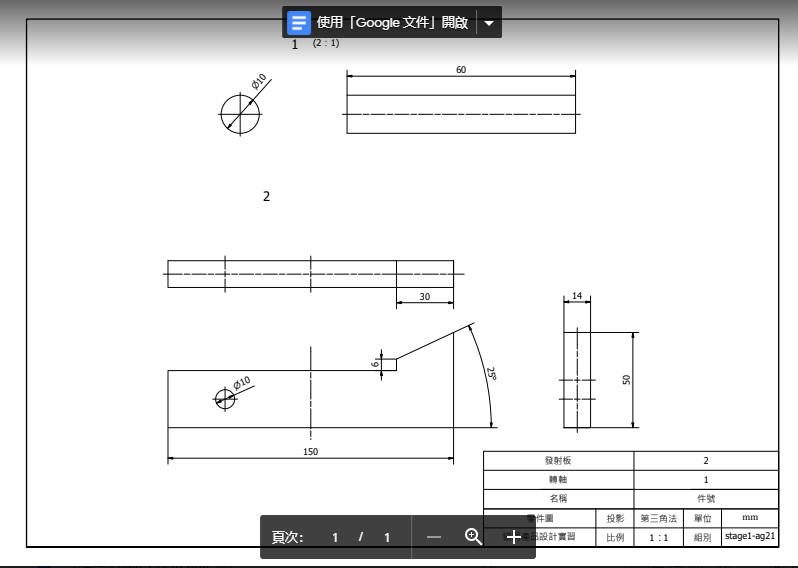 使用「Google 文件」開啟
1 (2 : 1)
Ø10
60
2
30
14
6
Ø10
25°
50
150
發射板 2
轉軸 1
名稱 件號
件圖 投影 第三角法 單位 mm
產品設計實習 比例 1 : 1 組別 stage1-ag21
頁次: 1 / 1